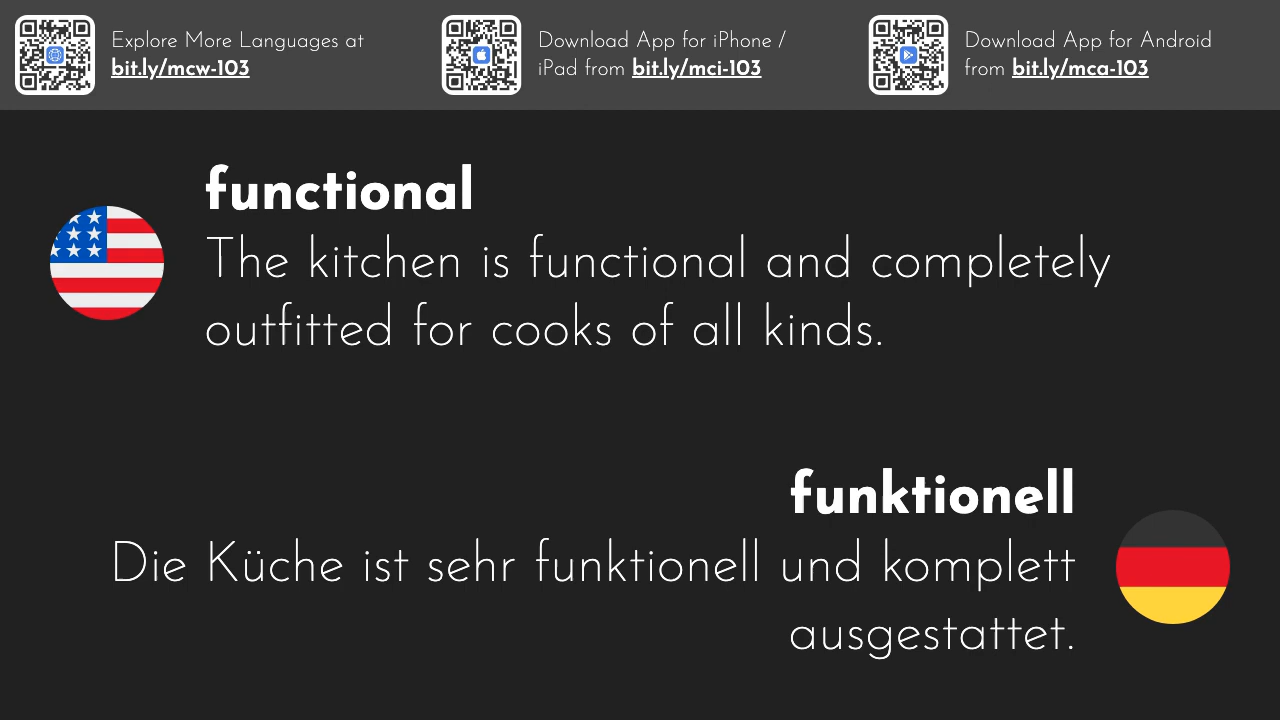 Explore More Languages at
bit.ly/mcw-103
Download App for iPhone /
iPad from bit.ly/mci-103
Download App for Android
from bit.ly/mca-103
functional
The kitchen is functional and completely
outfitted for cooks of all kinds.
funktionell
Die Küche ist sehr funktionell und komplett
ausgestattet.